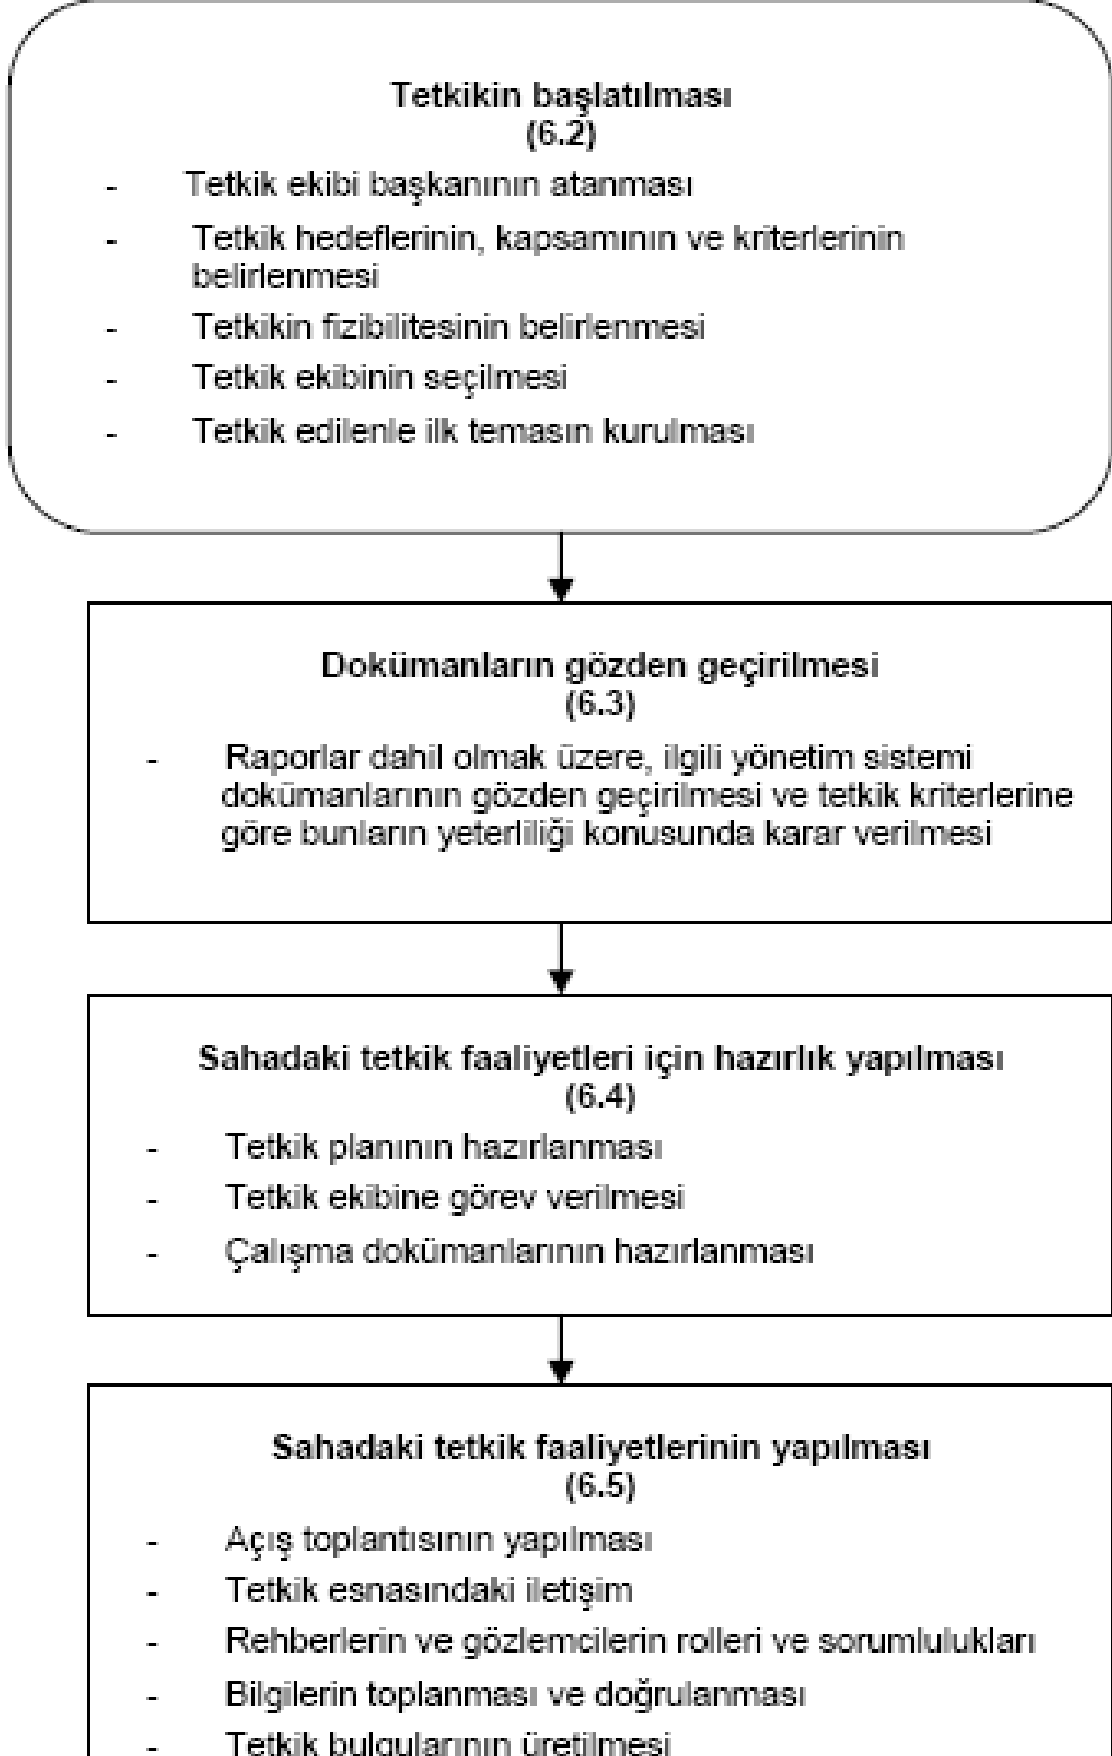 Tetkikin başlatılması
(6.2)
- Tetkik ekibi başkanının atanması
- Tetkik hedeflerinin, kapsamının ve kriterlerinin
belirlenmesi
- Tetkikin fizibilitesinin belirlenmesi
- Tetkik ekibinin seçilmesi
- Tetkik edilenle ilk temasın kurulması
Dokümanların gözden geçirilmesi
(6.3)
- Raporlar dahil olmak üzere, ilgili yönetim sistemi
dokümanlarının gözden geçirilmesi ve tetkik kriterlerine
göre bunların yeterliliği konusunda karar verilmesi
Sahadaki tetkik faaliyetleri için hazırlık yapılması
(6.4)
- Tetkik planının hazırlanması
- Tetkik ekibine görev verilmesi
- Çalışma dokümanlarının hazırlanması
Sahadaki tetkik faaliyetlerinin yapılması
(6.5)
- Açış toplantısının yapılması
- Tetkik esnasındaki iletişim
- Rehberlerin ve gözlemcilerin rolleri ve sorumlulukları
- Bilgilerin toplanması ve doğrulanması
- Tetkik bulgularının üretilmesi